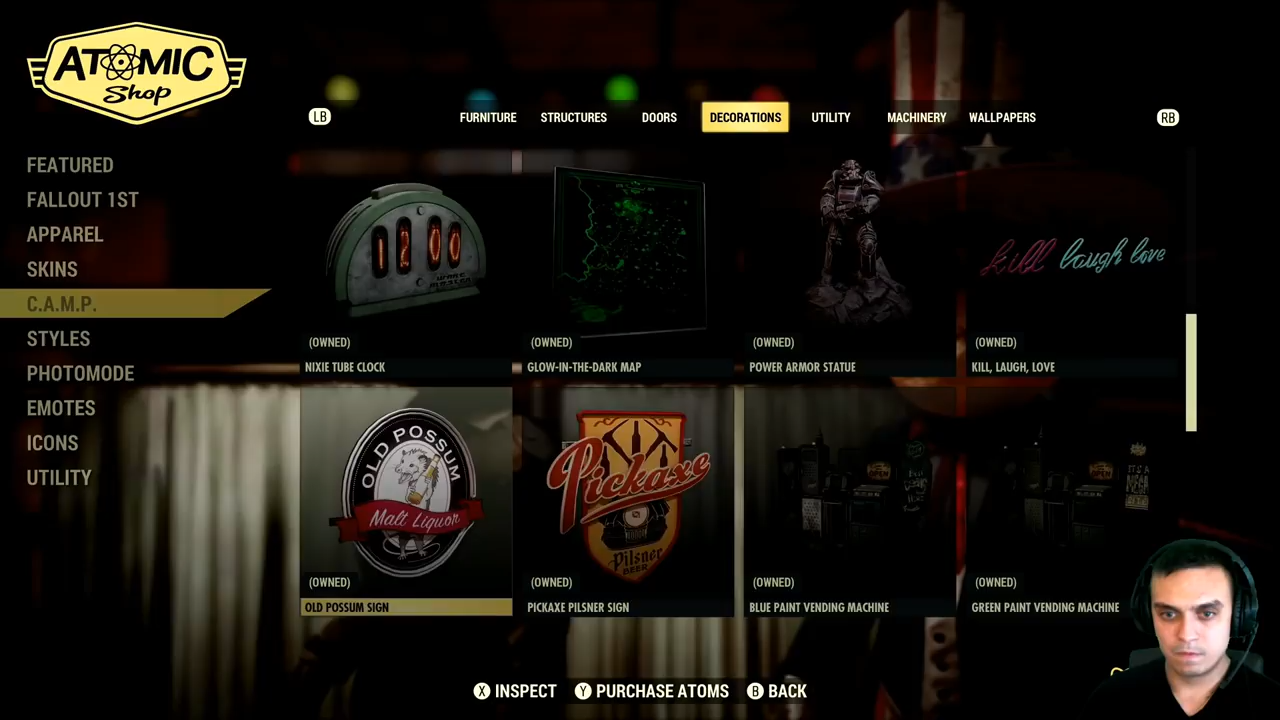 ATOMIC
Shop
LB
FURNITURE
STRUCTURES
DOORS
DECORATIONS
UTILITY
MACHINERY
WALLPAPERS
RB
FEATURED
FALLOUT 1ST
APPAREL
SKINS
C.A.M.P.
STYLES
PHOTOMODE
EMOTES
ICONS
UTILITY
1200
kill laugh love
(OWNED)
(OWNED)
(OWNED)
(OWNED)
NIXIE TUBE CLOCK
GLOW-IN-THE-DARK MAP
POWER ARMOR STATUE
KILL, LAUGH, LOVE
OLD POSSUM
Malt Liquor
Pickaxe
Pilsner
BEER
OPEN
OPEN
(OWNED)
(OWNED)
(OWNED)
(OWNED)
OLD POSSUM SIGN
PICKAXE PILSNER SIGN
BLUE PAINT VENDING MACHINE
GREEN PAINT VENDING MACHINE
X INSPECT
Y PURCHASE ATOMS
B BACK